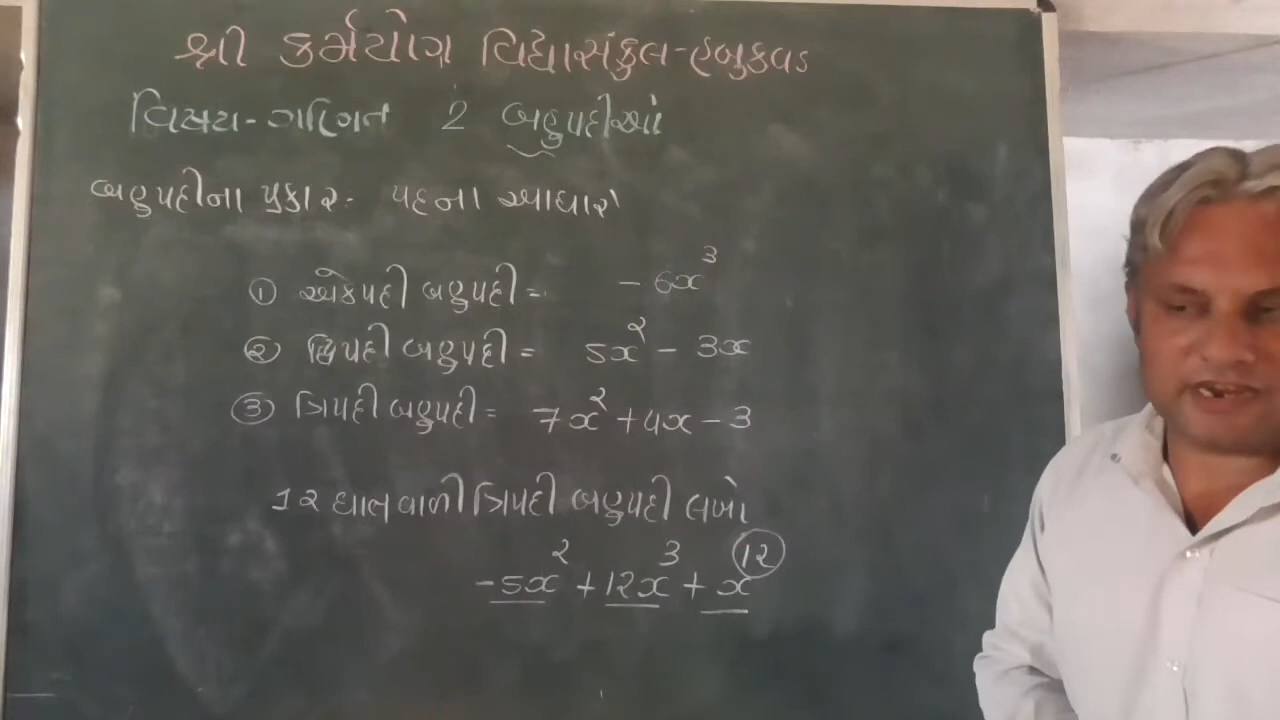 શ્રી કર્મયોગ વિદ્યાસંકુલ-હબુકવડ
વિષય-ગણિત 2 બહુપદીઓ
બહુપદીના પ્રકાર:- પદના આધારે
① એકપદી બહુપદી = -6x³
② દ્વિપદી બહુપદી = 5x² - 3x
③ ત્રિપદી બહુપદી = 7x² + 4x - 3
12 ઘાતવાળી ત્રિપદી બહુપદી લખો
-5x² + 12x³ + x¹²